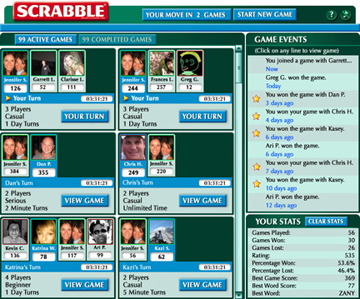 SCRABBLE
YOUR MOVE IN 2 GAMES
START NEW GAME
?
99 ACTIVE GAMES
99 COMPLETED GAMES
Jennifer S. Garrett L. Clarisse L.
126 52 111
Your Turn 03:31:21
3 Players
Casual
1 Day Turns
YOUR TURN
Jennifer S. Frances L. Greg G.
244 257 12
Your Turn 03:31:21
3 Players
Casual
1 Day Turns
YOUR TURN
Jennifer S. Dan P.
384 355
Dan's Turn 03:31:21
2 Players
Serious
2 Minute Turns
VIEW GAME
Chris H. Jennifer S.
249 220
Chris's Turn 03:31:21
2 Players
Casual
Unlimited Time
VIEW GAME
Kevin C. Katrina W. Jennifer S. Ari P.
136 78 117 99
Katrina's Turn 03:31:21
4 Players
Beginner
1 Day Turns
VIEW GAME
Jennifer S. Kazi S.
56 62
Kazi's Turn 03:31:21
2 Players
Casual
5 Minute Turns
VIEW GAME
GAME EVENTS
(Click on any line to view game)
You joined a game with Garrett...
Now
Greg G. won the game.
Today
You won the game with Dan P.
3 days ago
You won your game with Chris H.
4 days ago
You won the game with Kasey.
6 days ago
Ari P. won the game.
6 days ago
You won your game with Chris H.
7 days ago
You won the game with Kasey.
10 days ago
Ari P. won the game.
12 days ago
YOUR STATS
CLEAR STATS
Games Played: 56
Games Won: 30
Games Lost: 26
Rating: 535
Percentage Won: 53.6%
Percentage Lost: 46.4%
Best Game Score: 369
Best Word Score: 77
Best Word: ZANY